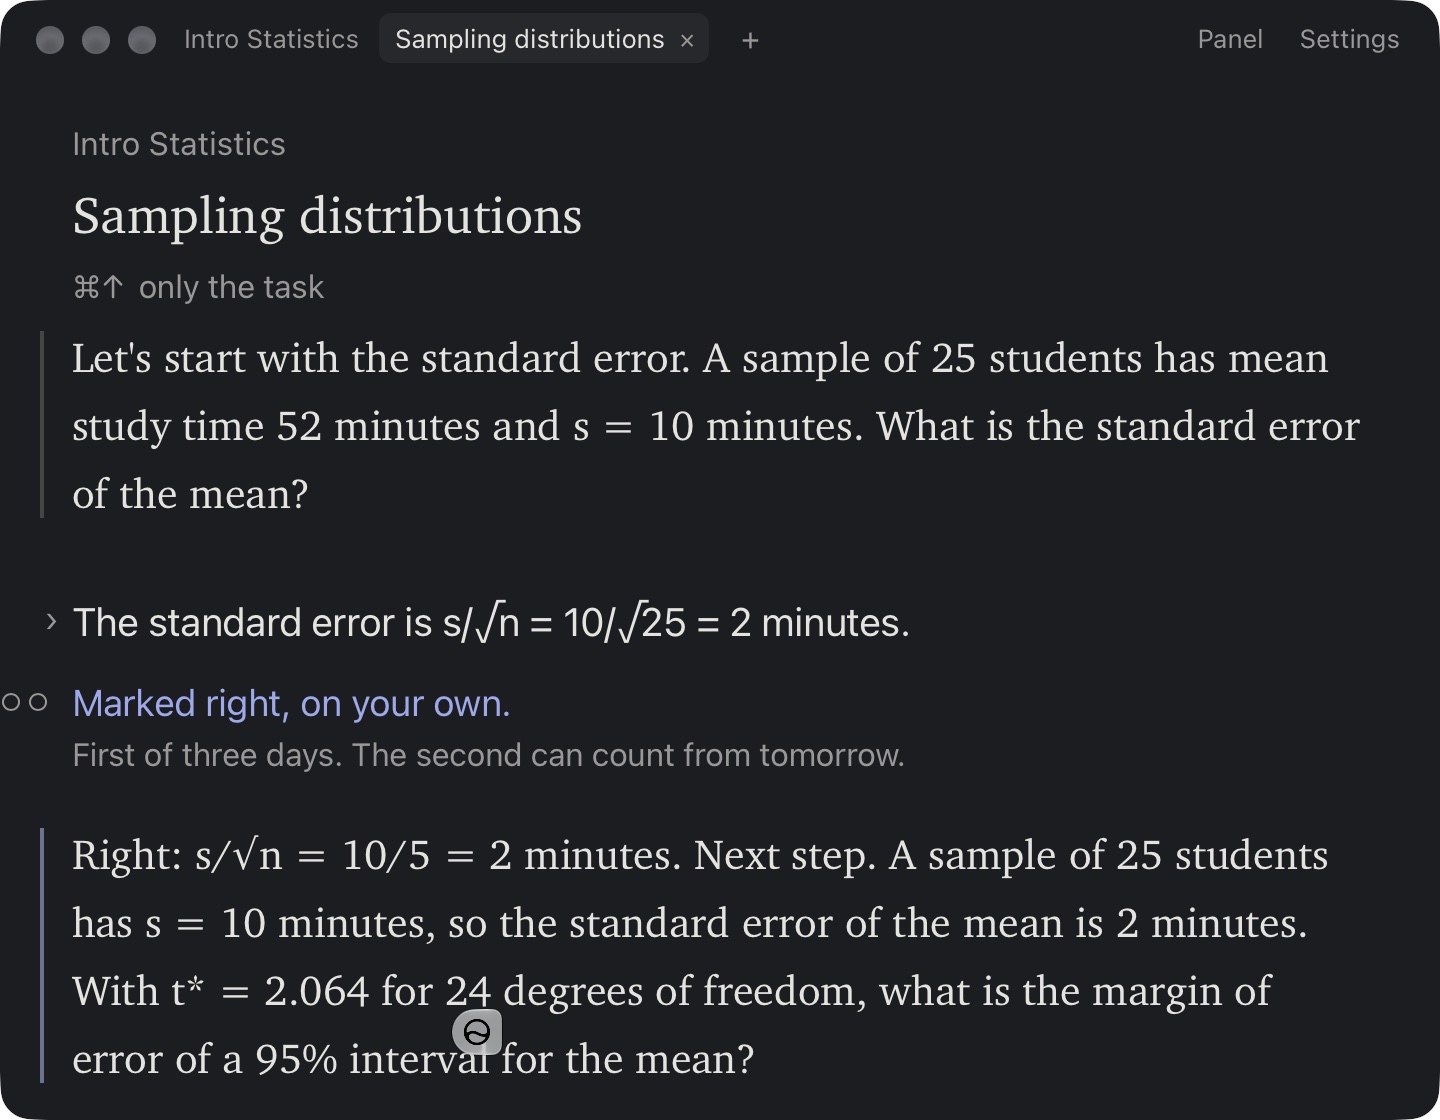 Intro Statistics
Sampling distributions ×
+
Panel
Settings
Intro Statistics
Sampling distributions
⌘↑ only the task
Let's start with the standard error. A sample of 25 students has mean
study time 52 minutes and s = 10 minutes. What is the standard error
of the mean?
› The standard error is s/√n = 10/√25 = 2 minutes.
Marked right, on your own.
First of three days. The second can count from tomorrow.
Right: s/√n = 10/5 = 2 minutes. Next step. A sample of 25 students
has s = 10 minutes, so the standard error of the mean is 2 minutes.
With t* = 2.064 for 24 degrees of freedom, what is the margin of
error of a 95% interval for the mean?